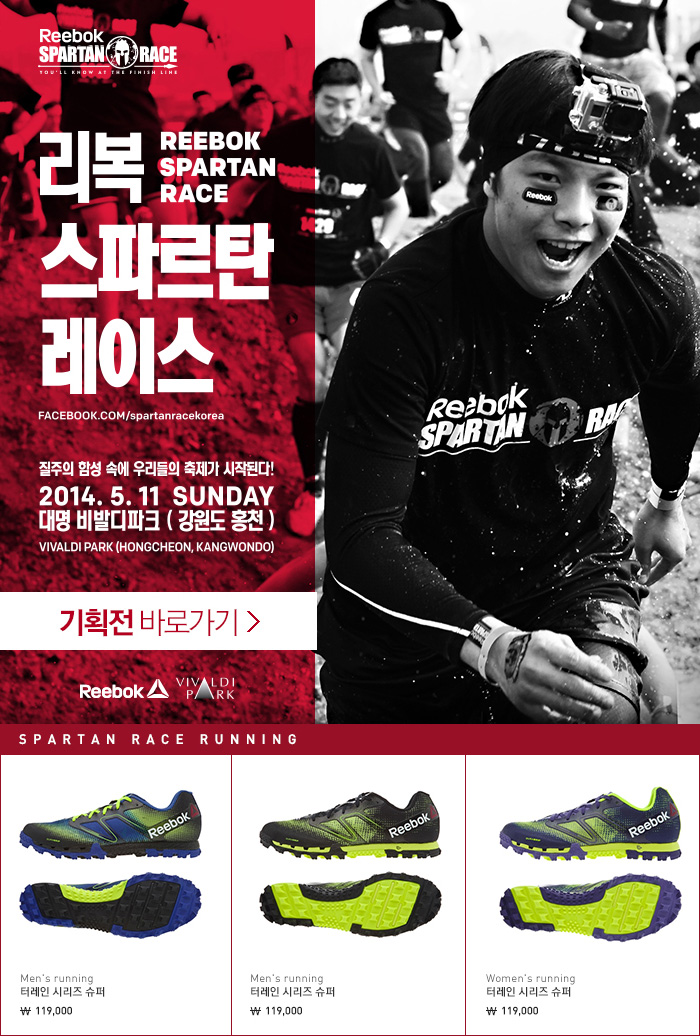 Reebok
SPARTAN RACE
YOU'LL KNOW AT THE FINISH LINE
리복
REEBOK
SPARTAN
RACE
스파르탄
레이스
FACEBOOK.COM/spartanracekorea
질주의 함성 속에 우리들의 축제가 시작된다!
2014. 5. 11 SUNDAY
대명 비발디파크 ( 강원도 홍천 )
VIVALDI PARK (HONGCHEON, KANGWONDO)
기획전 바로가기 >
Reebok
VIVALDI
PARK
Reebok
Reebok
SPARTAN RACE
SPARTAN RACE RUNNING
Reebok
Reebok
Reebok
Men's running
터레인 시리즈 슈퍼
₩ 119,000
Men's running
터레인 시리즈 슈퍼
₩ 119,000
Women's running
터레인 시리즈 슈퍼
₩ 119,000